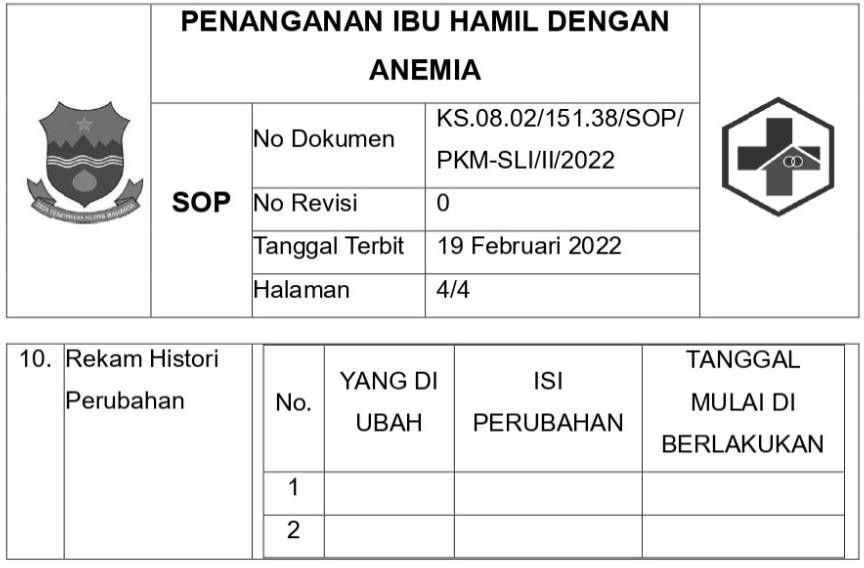 PENANGANAN IBU HAMIL DENGAN
ANEMIA
SOP
No Dokumen
KS.08.02/151.38/SOP/
PKM-SLI/II/2022
No Revisi
0
Tanggal Terbit
19 Februari 2022
Halaman
4/4
10. Rekam Histori
Perubahan
No.
YANG DI
UBAH
ISI
PERUBAHAN
TANGGAL
MULAI DI
BERLAKUKAN
1
2